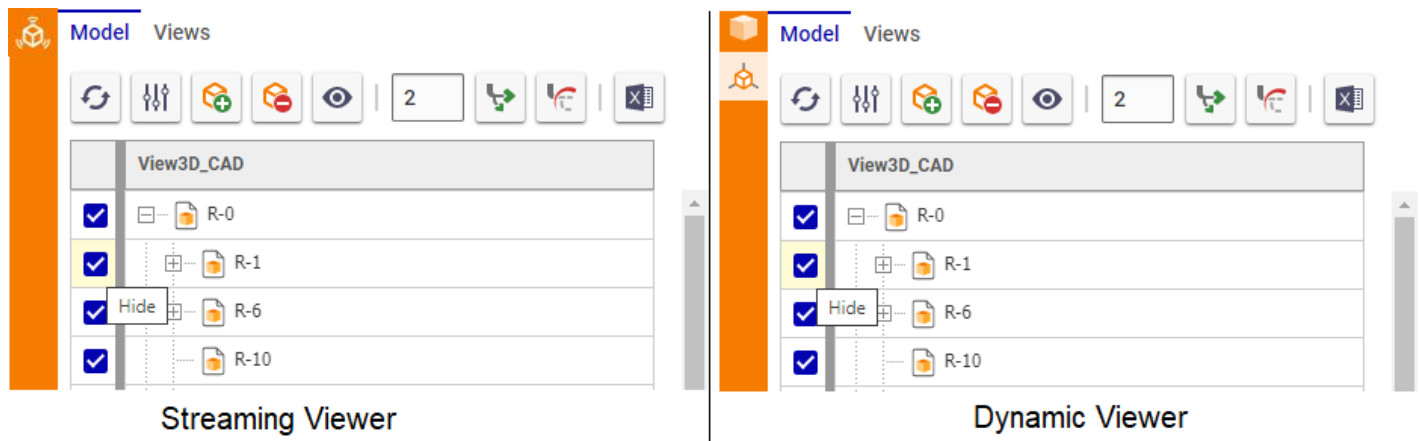 Model Views
2
View3D_CAD
R-0
R-1
Hide
R-6
R-10
Streaming Viewer
Model Views
2
View3D_CAD
R-0
R-1
Hide
R-6
R-10
Dynamic Viewer